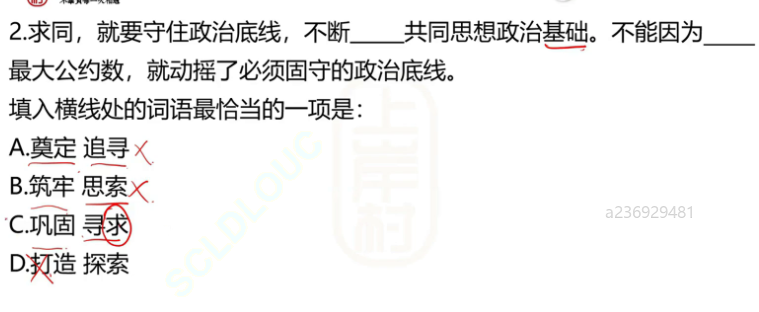 2.求同，就要守住政治底线，不断____共同思想政治基础。不能因为____
最大公约数，就动摇了必须固守的政治底线。
填入横线处的词语最恰当的一项是：
A.奠定 追寻
B.筑牢 思索
C.巩固 寻求
D.打造 探索
上岸村
SCLDLOUC
a236929481